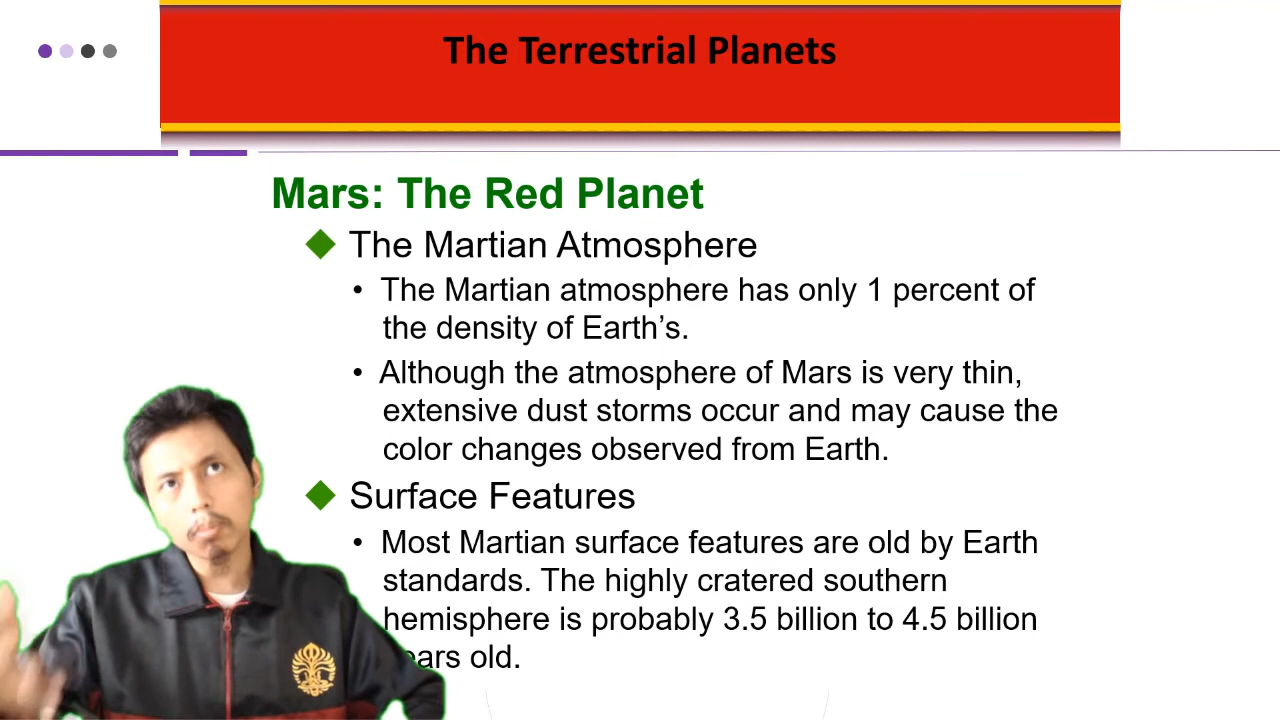 The Terrestrial Planets
Mars: The Red Planet
The Martian Atmosphere
• The Martian atmosphere has only 1 percent of
the density of Earth’s.
• Although the atmosphere of Mars is very thin,
extensive dust storms occur and may cause the
color changes observed from Earth.
Surface Features
• Most Martian surface features are old by Earth
standards. The highly cratered southern
hemisphere is probably 3.5 billion to 4.5 billion
ears old.